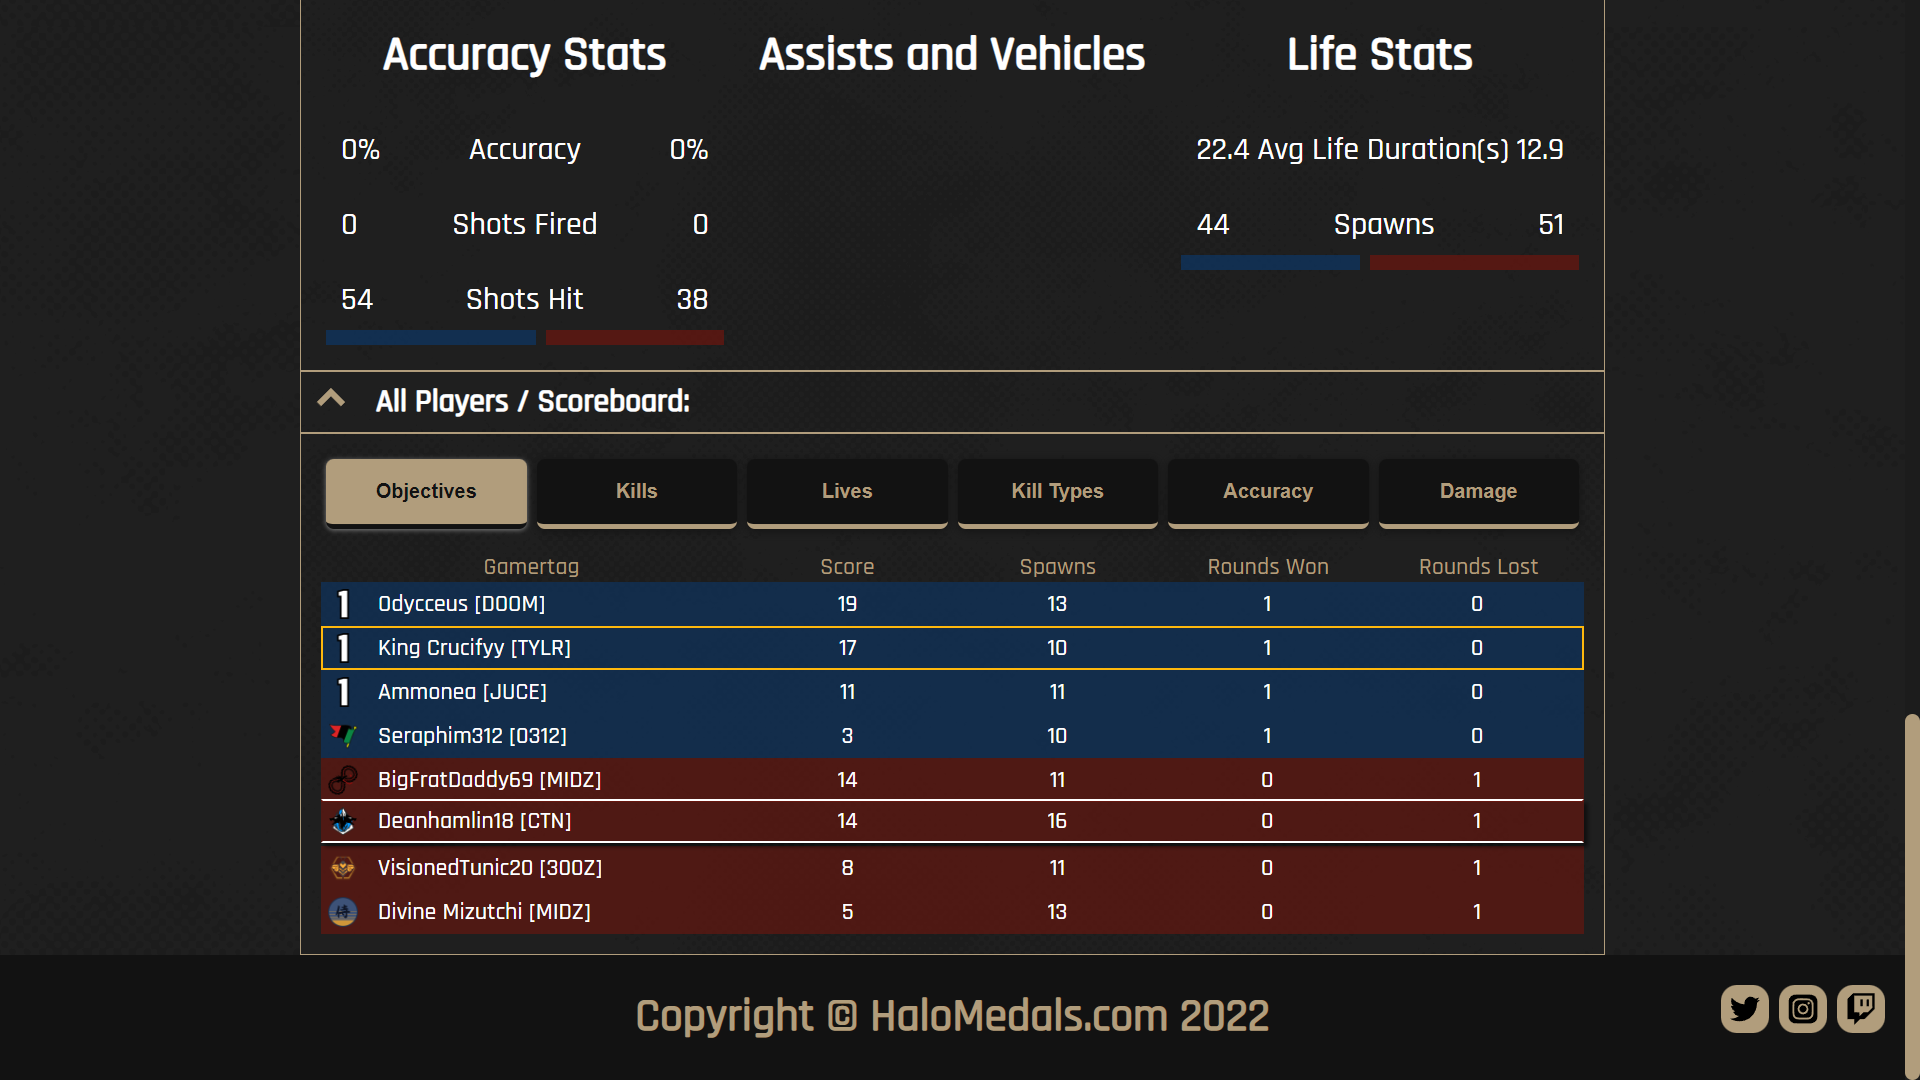 Accuracy Stats Assists and Vehicles Life Stats
0% Accuracy 0% 22.4 Avg Life Duration(s) 12.9
0 Shots Fired 0 44 Spawns 51
54 Shots Hit 38
All Players / Scoreboard:
Objectives Kills Lives Kill Types Accuracy Damage
Gamertag Score Spawns Rounds Won Rounds Lost
1 Odycceus [DOOM] 19 13 1 0
1 King Crucifyy [TYLR] 17 10 1 0
1 Ammonea [JUCE] 11 11 1 0
Seraphim312 [0312] 3 10 1 0
BigFratDaddy69 [MIDZ] 14 11 0 1
Deanhamlin18 [CTN] 14 16 0 1
VisionedTunic20 [300Z] 8 11 0 1
Divine Mizutchi [MIDZ] 5 13 0 1
Copyright © HaloMedals.com 2022